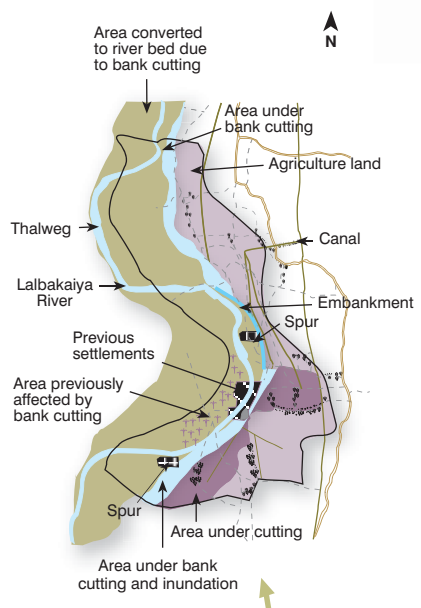 Area converted
to river bed due
to bank cutting
N
Area under
bank cutting
Agriculture land
Thalweg
Canal
Lalbakaiya
River
Embankment
Spur
Previous
settlements
Area previously
affected by
bank cutting
Spur
Area under cutting
Area under bank
cutting and inundation